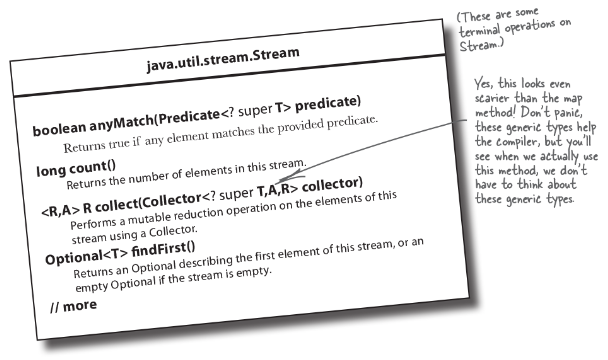 java.util.stream.Stream
boolean anyMatch(Predicate<? super T> predicate)
Returns true if any element matches the provided predicate.
long count()
Returns the number of elements in this stream.
<R,A> R collect(Collector<? super T,A,R> collector)
Performs a mutable reduction operation on the elements of this
stream using a Collector.
Optional<T> findFirst()
Returns an Optional describing the first element of this stream, or an
empty Optional if the stream is empty.
// more
(These are some
terminal operations on
Stream.)
Yes, this looks even
scarier than the map
method! Don't panic,
these generic types help
the compiler, but you'll
see when we actually use
this method, we don't
have to think about
these generic types.